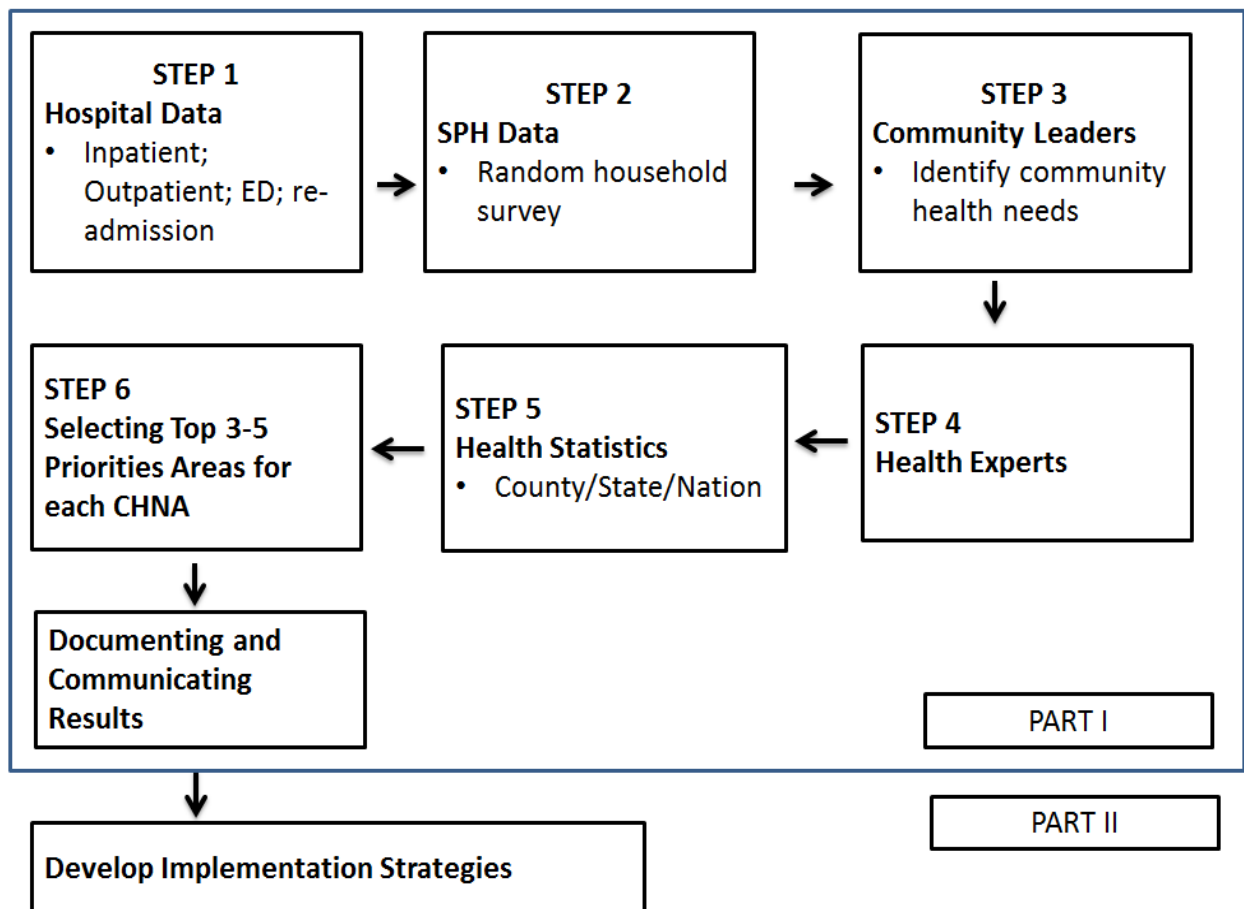 STEP 1
Hospital Data
• Inpatient;
Outpatient; ED; re-
admission
STEP 2
SPH Data
• Random household
survey
STEP 3
Community Leaders
• Identify community
health needs
STEP 4
Health Experts
STEP 5
Health Statistics
• County/State/Nation
STEP 6
Selecting Top 3-5
Priorities Areas for
each CHNA
Documenting and
Communicating
Results
PART I
PART II
Develop Implementation Strategies